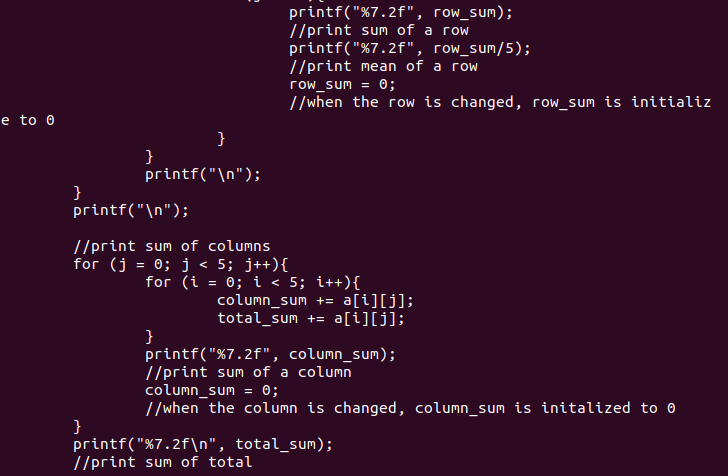 printf("%7.2f", row_sum);
//print sum of a row
printf("%7.2f", row_sum/5);
//print mean of a row
row_sum = 0;
//when the row is changed, row_sum is initializ
e to 0
}
}
printf("\n");
}
printf("\n");
//print sum of columns
for (j = 0; j < 5; j++){
for (i = 0; i < 5; i++){
column_sum += a[i][j];
total_sum += a[i][j];
}
printf("%7.2f", column_sum);
//print sum of a column
column_sum = 0;
//when the column is changed, column_sum is initalized to 0
}
printf("%7.2f\n", total_sum);
//print sum of total